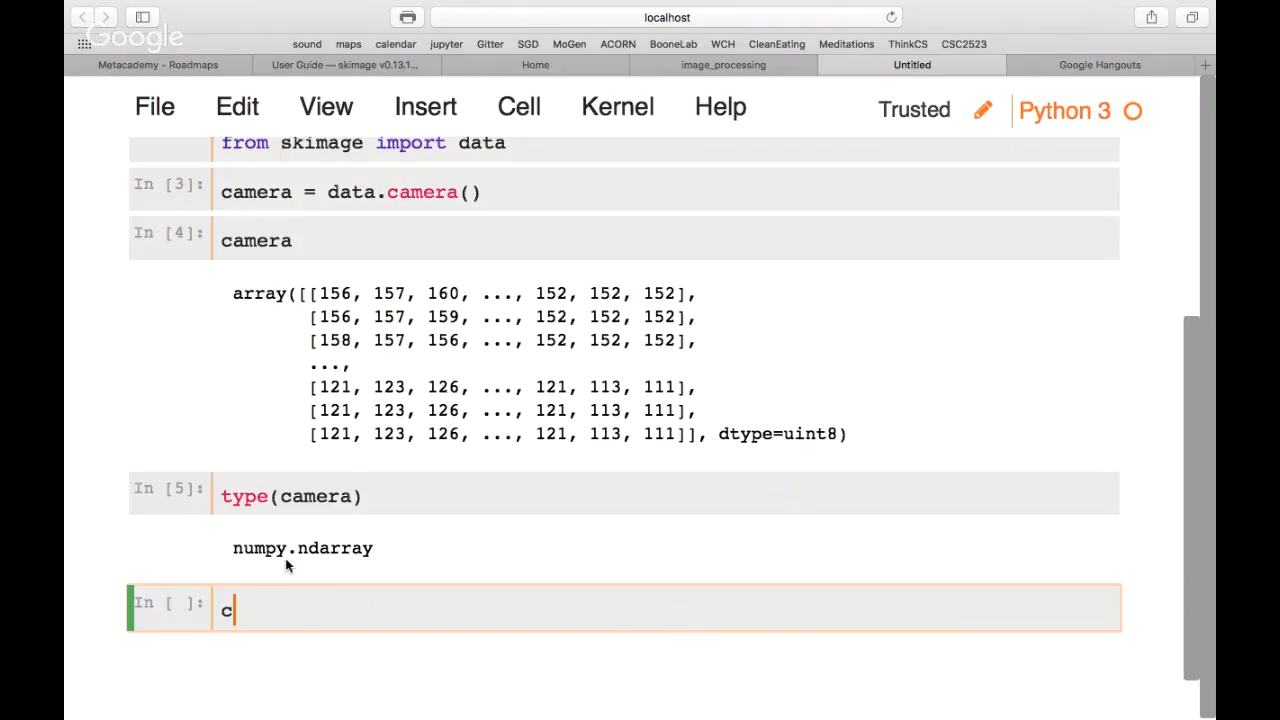 localhost
Google
sound maps calendar jupyter Gitter SGD MoGen ACORN BooneLab WCH CleanEating Meditations ThinkCS CSC2523
Metacademy - Roadmaps User Guide — skimage v0.13.1... Home image_processing Untitled Google Hangouts
File Edit View Insert Cell Kernel Help Trusted Python 3
from skimage import data
In [3]: camera = data.camera()
In [4]: camera
array([[156, 157, 160, ..., 152, 152, 152],
[156, 157, 159, ..., 152, 152, 152],
[158, 157, 156, ..., 152, 152, 152],
...,
[121, 123, 126, ..., 121, 113, 111],
[121, 123, 126, ..., 121, 113, 111],
[121, 123, 126, ..., 121, 113, 111]], dtype=uint8)
In [5]: type(camera)
numpy.ndarray
In [ ]: c